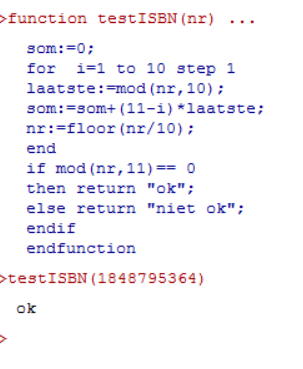 >function testISBN(nr) ...
som:=0;
for  i=1 to 10 step 1
laatste:=mod(nr,10);
som:=som+(11-i)*laatste;
nr:=floor(nr/10);
end
if mod(nr,11)== 0
then return "ok";
else return "niet ok";
endif
endfunction
>testISBN(1848795364)
ok
>